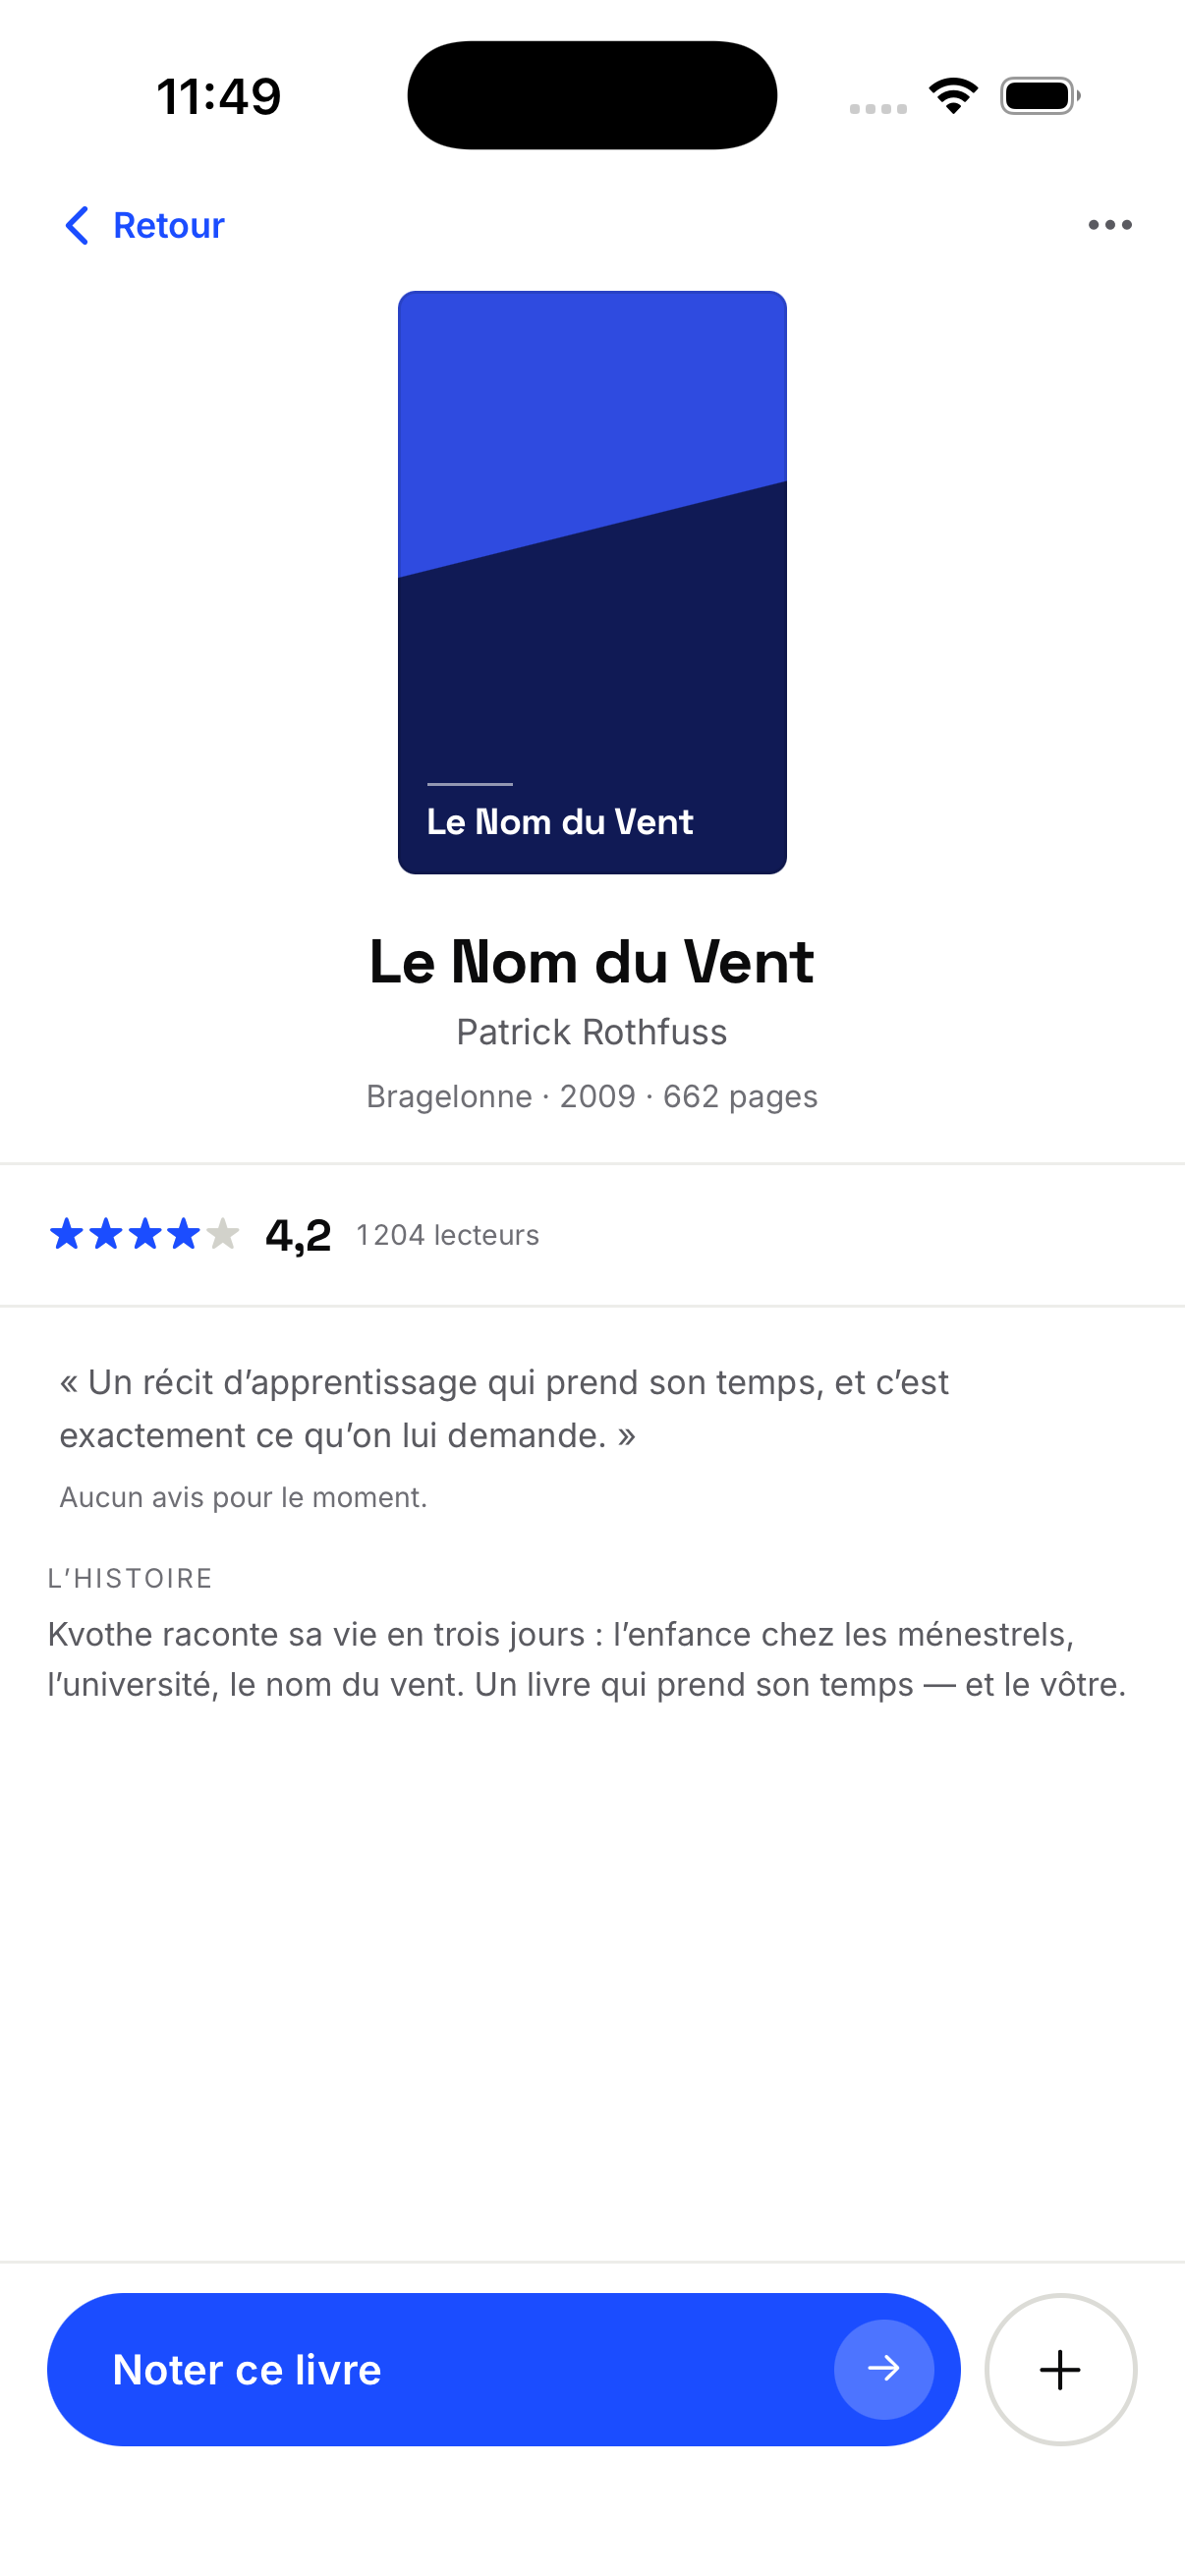 11:49
Retour
Le Nom du Vent
Le Nom du Vent
Patrick Rothfuss
Bragelonne · 2009 · 662 pages
4,2 1 204 lecteurs
« Un récit d’apprentissage qui prend son temps, et c’est
exactement ce qu’on lui demande. »
Aucun avis pour le moment.
L’HISTOIRE
Kvothe raconte sa vie en trois jours : l’enfance chez les ménestrels,
l’université, le nom du vent. Un livre qui prend son temps — et le vôtre.
Noter ce livre